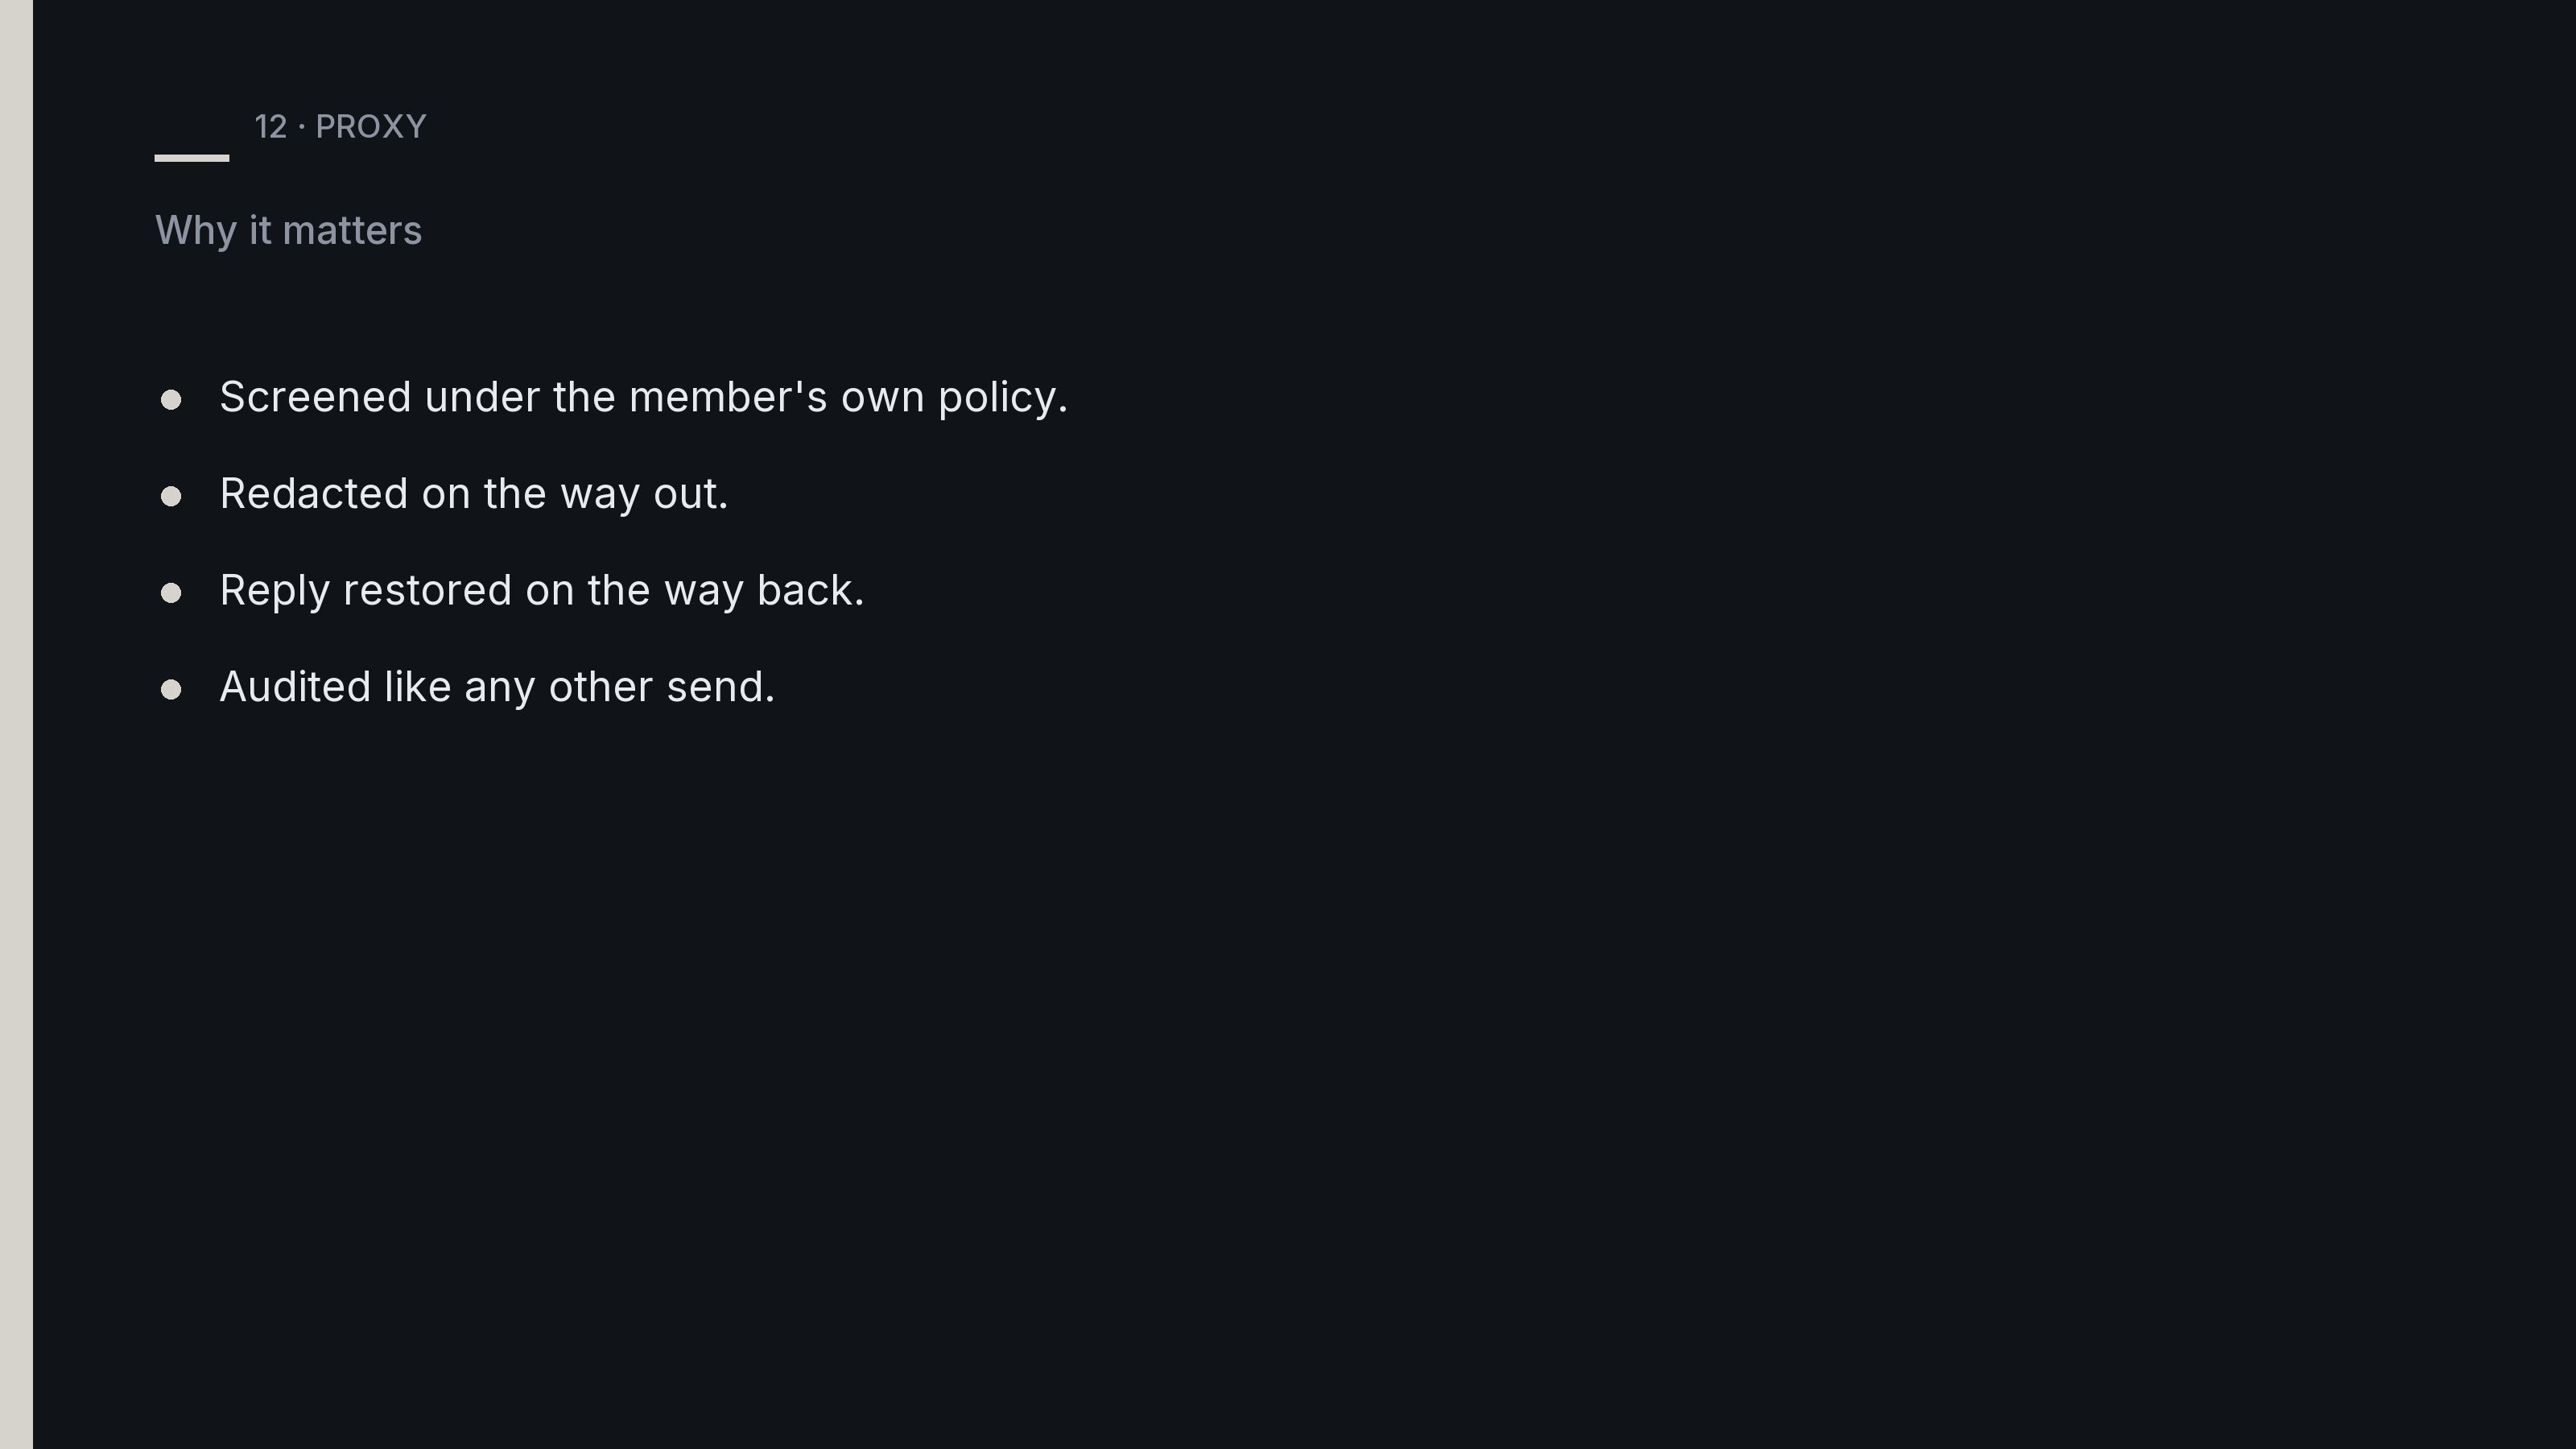 12 · PROXY
Why it matters
● Screened under the member's own policy.
● Redacted on the way out.
● Reply restored on the way back.
● Audited like any other send.